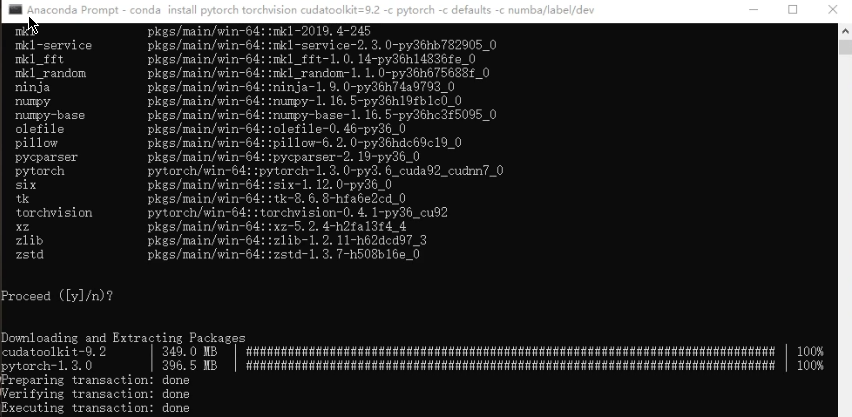 Anaconda Prompt - conda install pytorch torchvision cudatoolkit=9.2 -c pytorch -c defaults -c numba/label/dev
mkl pkgs/main/win-64::mkl-2019.4-245
mkl-service pkgs/main/win-64::mkl-service-2.3.0-py36hb782905_0
mkl_fft pkgs/main/win-64::mkl_fft-1.0.14-py36h14836fe_0
mkl_random pkgs/main/win-64::mkl_random-1.1.0-py36h675688f_0
ninja pkgs/main/win-64::ninja-1.9.0-py36h74a9793_0
numpy pkgs/main/win-64::numpy-1.16.5-py36h19fb1c0_0
numpy-base pkgs/main/win-64::numpy-base-1.16.5-py36hc3f5095_0
olefile pkgs/main/win-64::olefile-0.46-py36_0
pillow pkgs/main/win-64::pillow-6.2.0-py36hdc69c19_0
pycparser pkgs/main/win-64::pycparser-2.19-py36_0
pytorch pytorch/win-64::pytorch-1.3.0-py3.6_cuda92_cudnn7_0
six pkgs/main/win-64::six-1.12.0-py36_0
tk pkgs/main/win-64::tk-8.6.8-hfa6e2cd_0
torchvision pytorch/win-64::torchvision-0.4.1-py36_cu92
xz pkgs/main/win-64::xz-5.2.4-h2fa13f4_4
zlib pkgs/main/win-64::zlib-1.2.11-h62dcd97_3
zstd pkgs/main/win-64::zstd-1.3.7-h508b16e_0
Proceed ([y]/n)?
Downloading and Extracting Packages
cudatoolkit-9.2 | 349.0 MB | ############################################################################ | 100%
pytorch-1.3.0 | 396.5 MB | ############################################################################ | 100%
Preparing transaction: done
Verifying transaction: done
Executing transaction: done